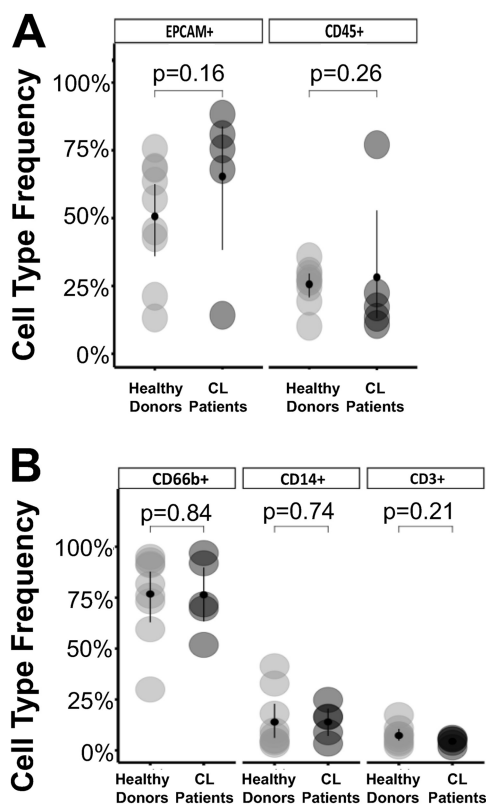 A
EPCAM+ CD45+
p=0.16 p=0.26
Cell Type Frequency
100%
75%
50%
25%
0%
Healthy Donors CL Patients Healthy Donors CL Patients
B
CD66b+ CD14+ CD3+
p=0.84 p=0.74 p=0.21
Cell Type Frequency
100%
75%
50%
25%
0%
Healthy Donors CL Patients Healthy Donors CL Patients Healthy Donors CL Patients